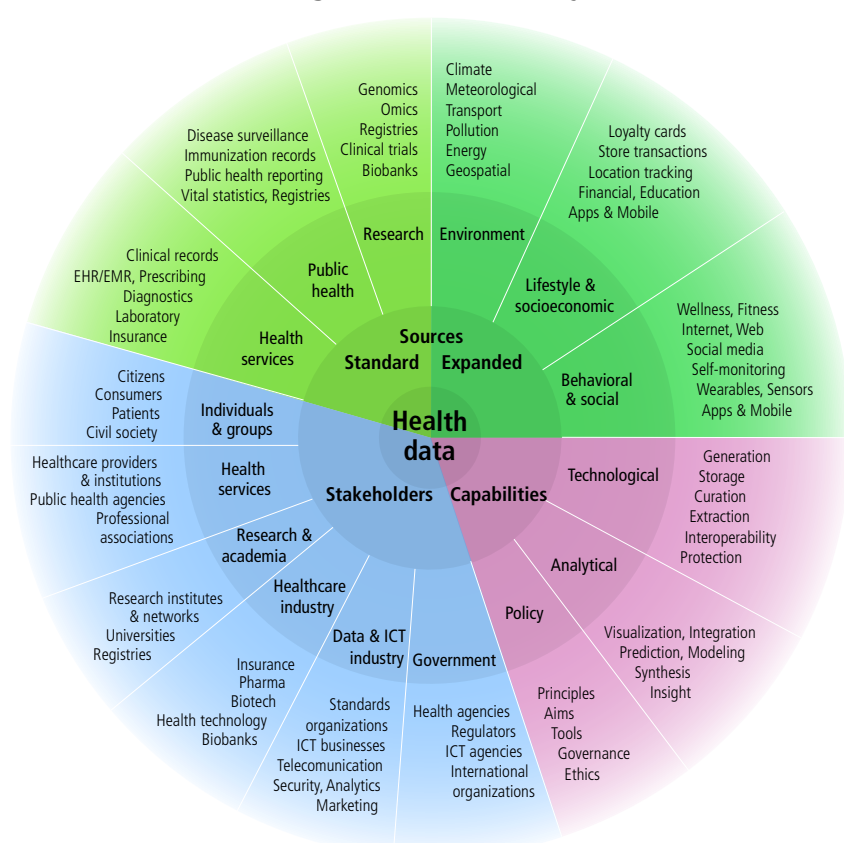 Health
data
Sources
Standard
Expanded
Stakeholders
Capabilities
Research
Genomics
Omics
Registries
Clinical trials
Biobanks
Public
health
Disease surveillance
Immunization records
Public health reporting
Vital statistics, Registries
Health
services
Clinical records
EHR/EMR, Prescribing
Diagnostics
Laboratory
Insurance
Environment
Climate
Meteorological
Transport
Pollution
Energy
Geospatial
Lifestyle &
socioeconomic
Loyalty cards
Store transactions
Location tracking
Financial, Education
Apps & Mobile
Behavioral
& social
Wellness, Fitness
Internet, Web
Social media
Self-monitoring
Wearables, Sensors
Apps & Mobile
Technological
Generation
Storage
Curation
Extraction
Interoperability
Protection
Analytical
Visualization, Integration
Prediction, Modeling
Synthesis
Insight
Policy
Principles
Aims
Tools
Governance
Ethics
Government
Health agencies
Regulators
ICT agencies
International
organizations
Data & ICT
industry
Standards
organizations
ICT businesses
Telecomunication
Security, Analytics
Marketing
Healthcare
industry
Insurance
Pharma
Biotech
Health technology
Biobanks
Research &
academia
Research institutes
& networks
Universities
Registries
Health
services
Healthcare providers
& institutions
Public health agencies
Professional
associations
Individuals
& groups
Citizens
Consumers
Patients
Civil society